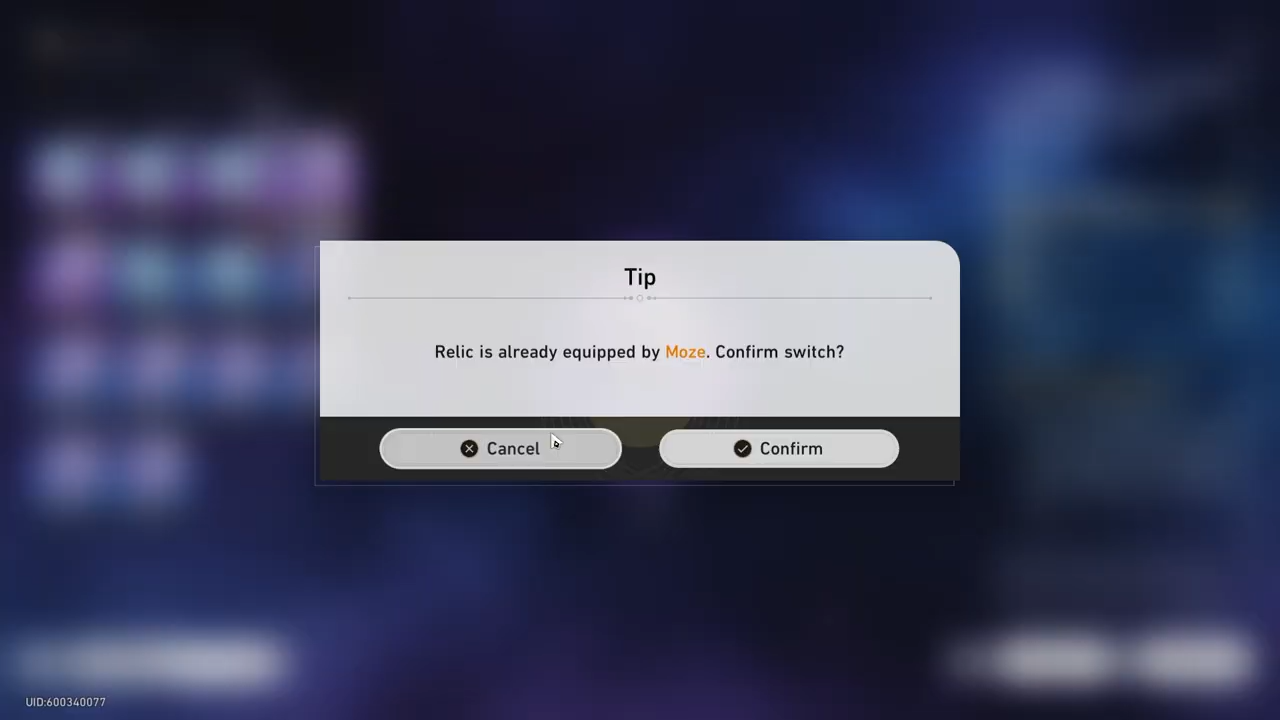 Tip
Relic is already equipped by Moze. Confirm switch?
Cancel
Confirm
UID:600340077